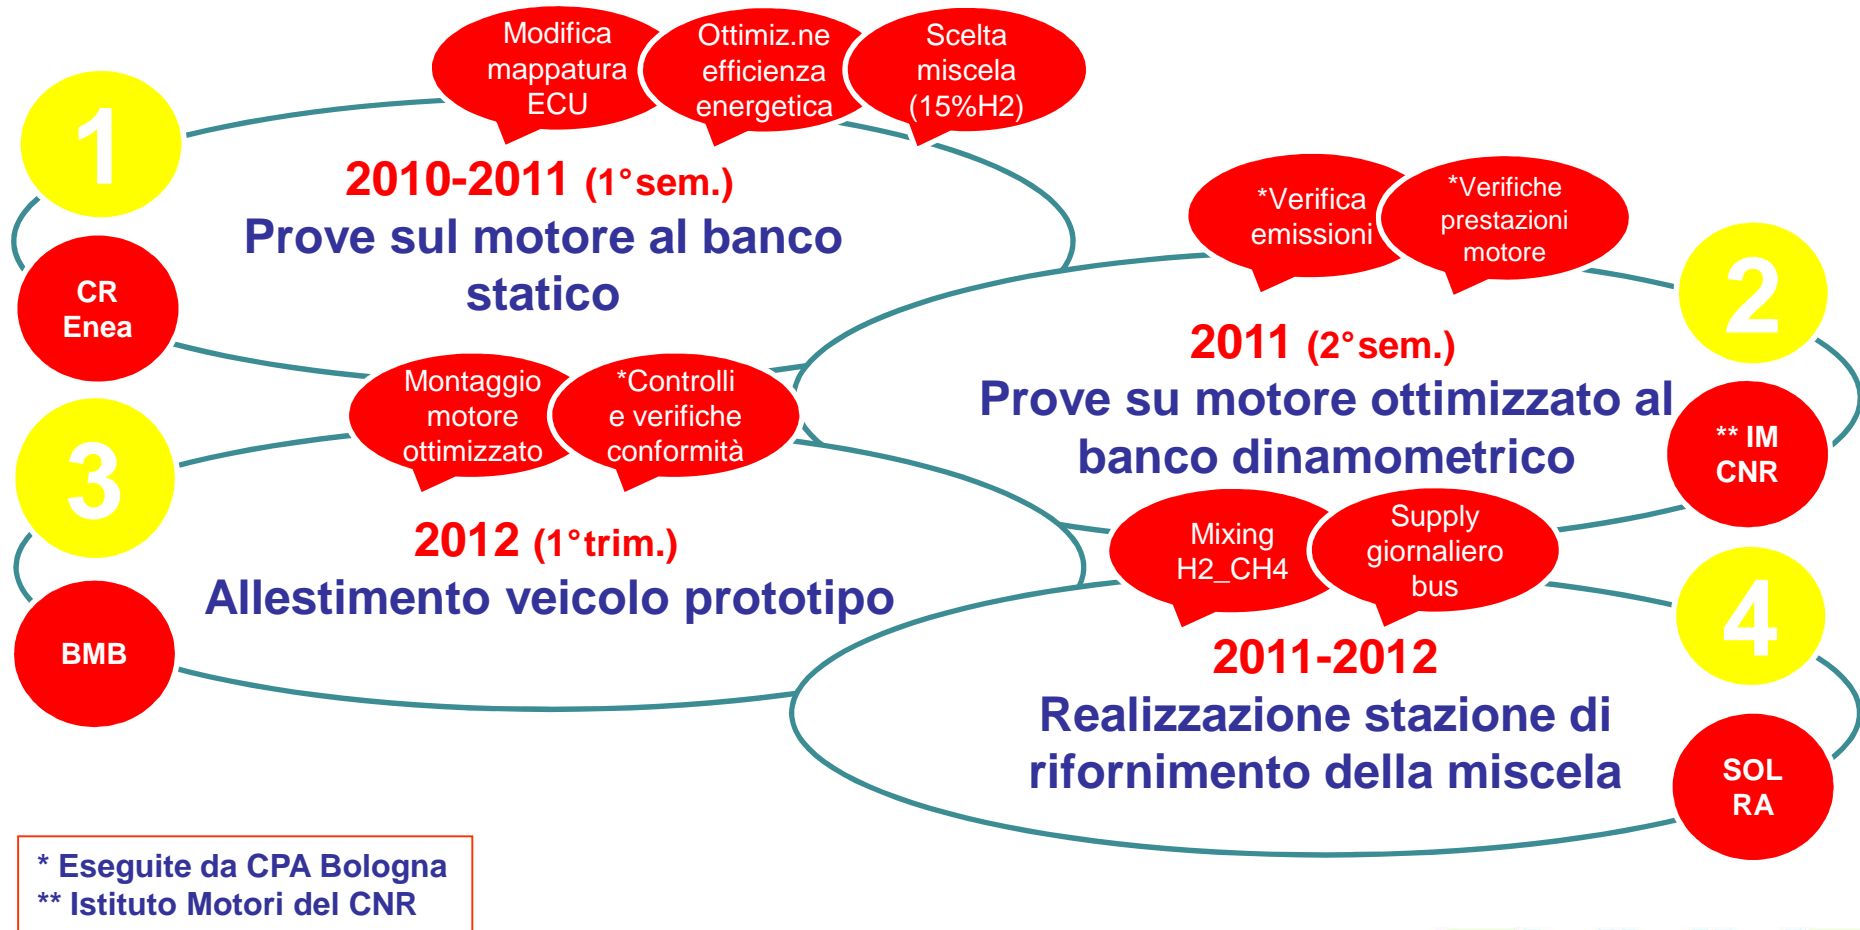 Modifica
mappatura
ECU
Ottimiz.ne
efficienza
energetica
Scelta
miscela
(15%H2)
1
2010-2011 (1°sem.)
Prove sul motore al banco
statico
CR
Enea
*Verifica
emissioni
*Verifiche
prestazioni
motore
2
2011 (2°sem.)
Prove su motore ottimizzato al
banco dinamometrico
** IM
CNR
Montaggio
motore
ottimizzato
*Controlli
e verifiche
conformità
3
2012 (1°trim.)
Allestimento veicolo prototipo
BMB
Mixing
H2_CH4
Supply
giornaliero
bus
4
2011-2012
Realizzazione stazione di
rifornimento della miscela
SOL
RA
* Eseguite da CPA Bologna
** Istituto Motori del CNR